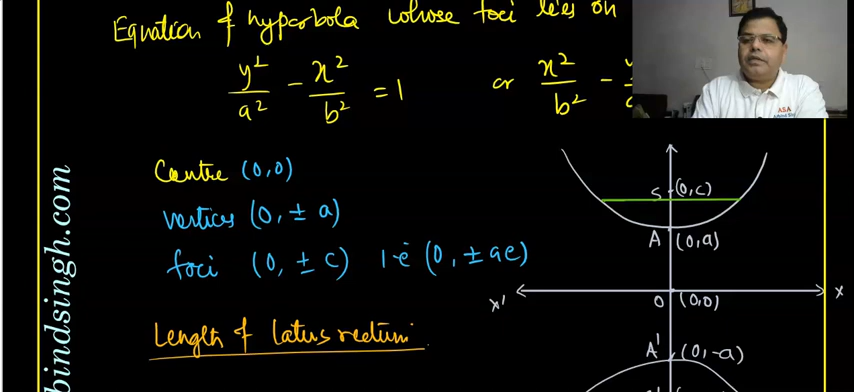 Equation of hyperbola whose foci lies on
y²/a² - x²/b² = 1 or x²/b² -
ASA
Centre (0,0)
vertices (0, ± a)
foci (0, ± c) i.e (0, ± ae)
Length of latus rectum
S (0,c)
A (0,a)
X' O (0,0) X
A' (0,-a)
bindsingh.com